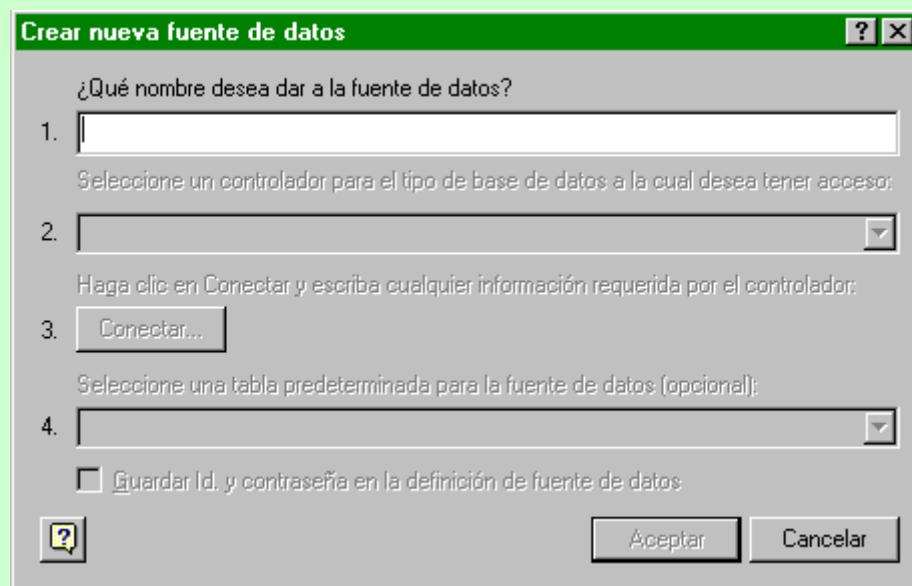 Crear nueva fuente de datos
¿Qué nombre desea dar a la fuente de datos?
1.
Seleccione un controlador para el tipo de base de datos a la cual desea tener acceso:
2.
Haga clic en Conectar y escriba cualquier información requerida por el controlador:
3. Conectar...
Seleccione una tabla predeterminada para la fuente de datos (opcional):
4.
Guardar Id. y contraseña en la definición de fuente de datos
Aceptar Cancelar